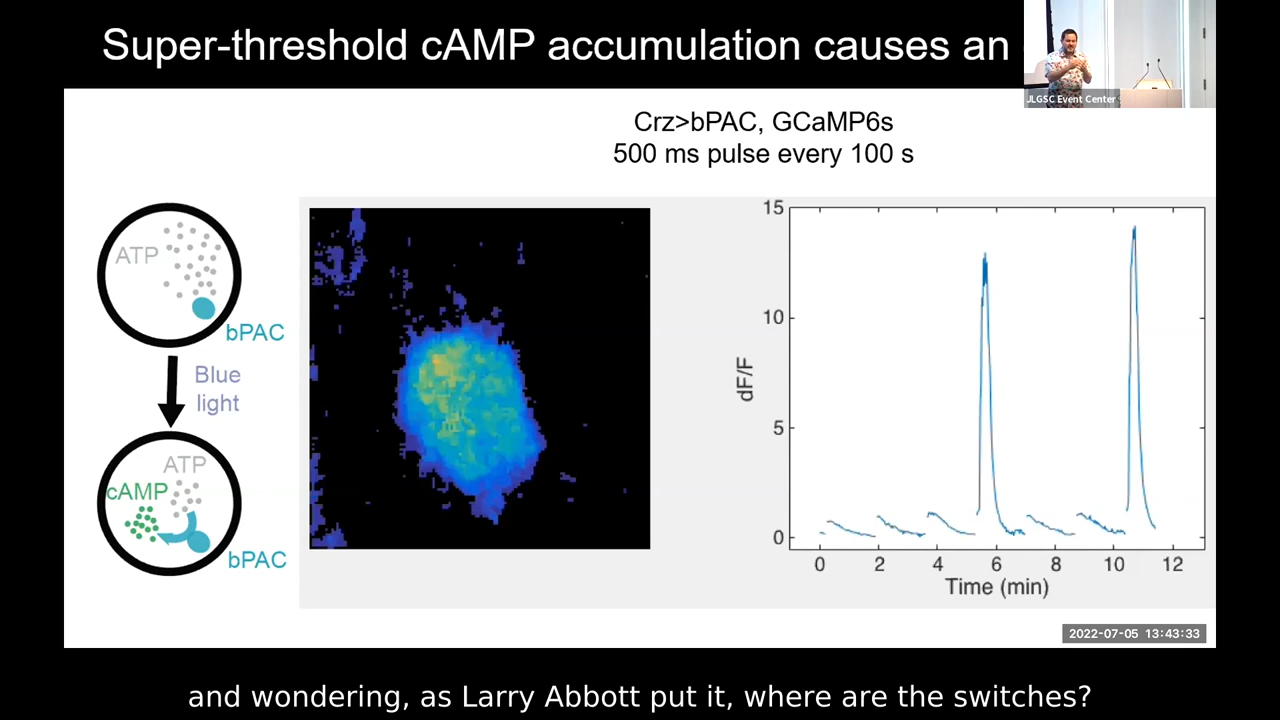 Super-threshold cAMP accumulation causes an
JLGSC Event Center
Crz>bPAC, GCaMP6s
500 ms pulse every 100 s
ATP
bPAC
Blue
light
ATP
cAMP
bPAC
15
10
5
0
dF/F
0 2 4 6 8 10 12
Time (min)
2022-07-05 13:43:33
and wondering, as Larry Abbott put it, where are the switches?